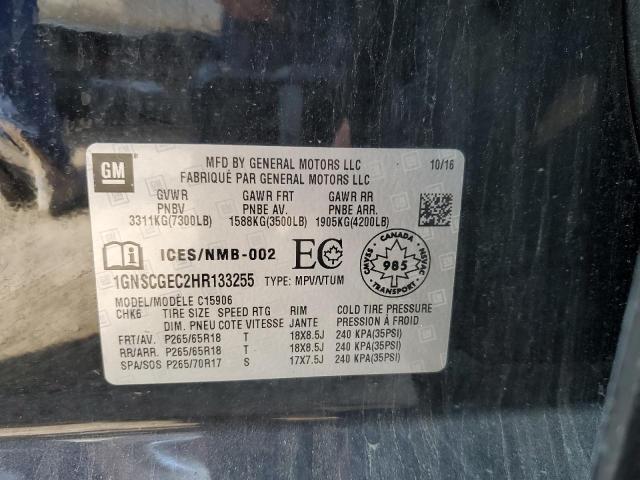 GM
MFD BY GENERAL MOTORS LLC 10/16
FABRIQUÉ PAR GENERAL MOTORS LLC
GVWR GAWR FRT GAWR RR
PNBV PNBE AV. PNBE ARR.
3311KG(7300LB) 1588KG(3500LB) 1905KG(4200LB)
i ICES/NMB-002 EC CANADA CMVSS 985 NSVAC
1GNSCGEC2HR133255 TYPE: MPV/VTUM
MODEL/MODÈLE C15906
CHK6 TIRE SIZE SPEED RTG RIM COLD TIRE PRESSURE
DIM. PNEU COTE VITESSE JANTE PRESSION À FROID
FRT/AV. P265/65R18 T 18X8.5J 240 KPA(35PSI)
RR/ARR. P265/65R18 T 18X8.5J 240 KPA(35PSI)
SPA/SOS P265/70R17 S 17X7.5J 240 KPA(35PSI)